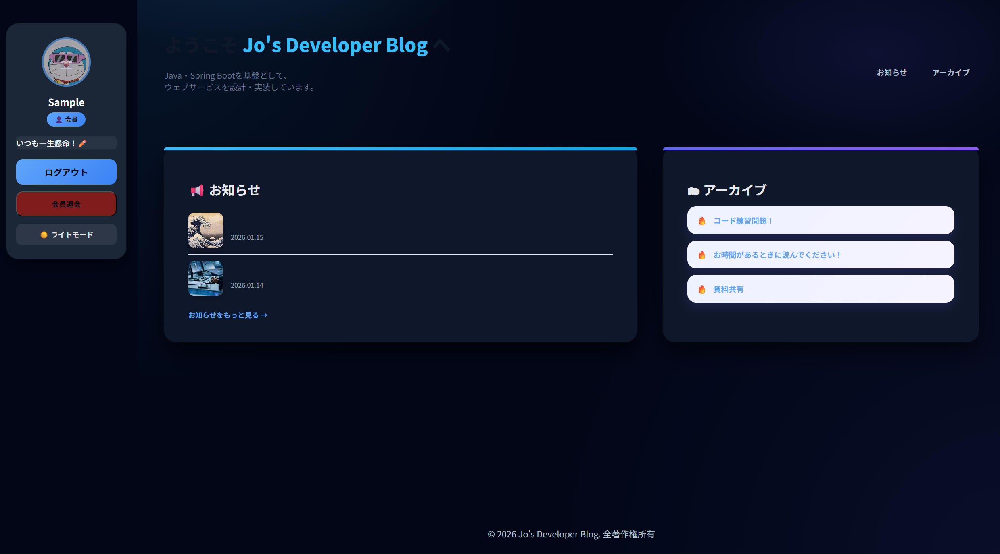 Sample
👤 会員
いつも一生懸命！
ログアウト
会員退会
ライトモード
ようこそ Jo's Developer Blog へ
Java・Spring Bootを基盤として、
ウェブサービスを設計・実装しています。
お知らせ
アーカイブ
お知らせ
2026.01.15
2026.01.14
お知らせをもっと見る →
アーカイブ
コード練習問題！
お時間があるときに読んでください！
資料共有
© 2026 Jo's Developer Blog. 全著作権所有